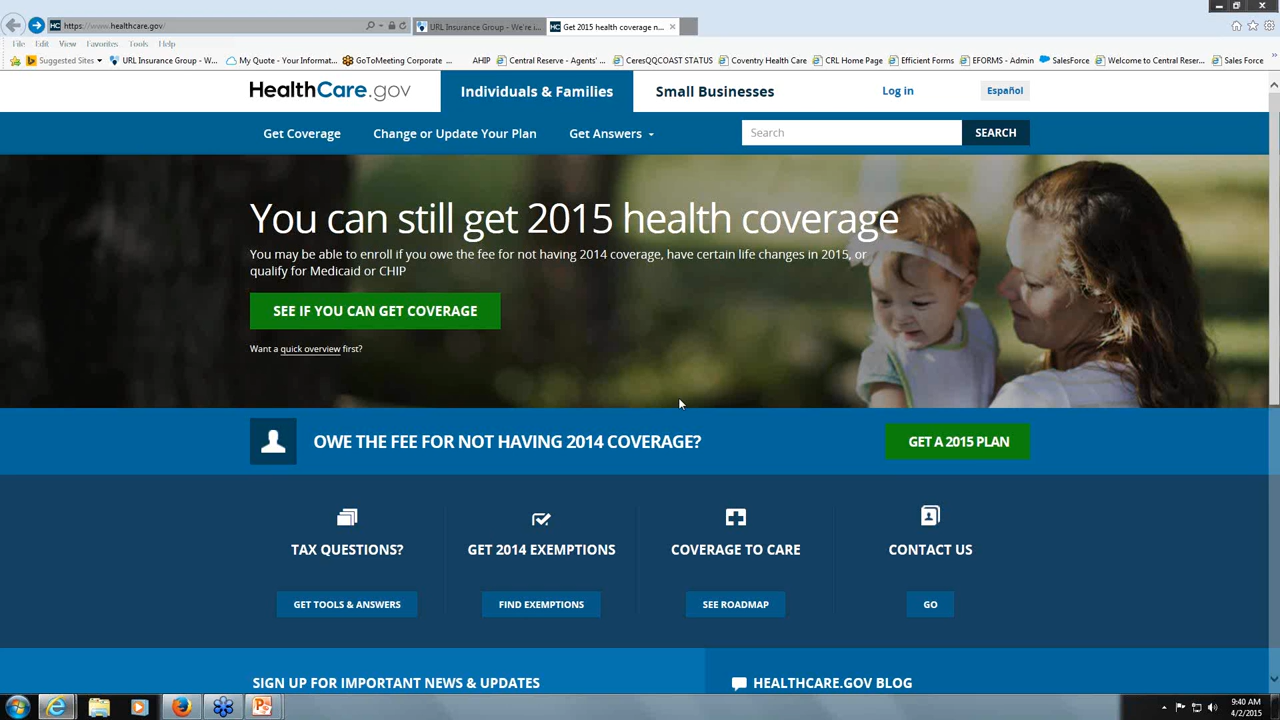 https://www.healthcare.gov/
URL Insurance Group - We're i...
Get 2015 health coverage n...
File Edit View Favorites Tools Help
Suggested Sites
URL Insurance Group - W...
My Quote - Your Informat...
GoToMeeting Corporate ...
AHIP
Central Reserve - Agents' ...
CeresQQCOAST STATUS
Coventry Health Care
CRL Home Page
Efficient Forms
EFORMS - Admin
SalesForce
Welcome to Central Reser...
Sales Force
HealthCare.gov
Individuals & Families
Small Businesses
Log in
Español
Get Coverage
Change or Update Your Plan
Get Answers
Search
SEARCH
You can still get 2015 health coverage
You may be able to enroll if you owe the fee for not having 2014 coverage, have certain life changes in 2015, or
qualify for Medicaid or CHIP
SEE IF YOU CAN GET COVERAGE
Want a quick overview first?
OWE THE FEE FOR NOT HAVING 2014 COVERAGE?
GET A 2015 PLAN
TAX QUESTIONS?
GET 2014 EXEMPTIONS
COVERAGE TO CARE
CONTACT US
GET TOOLS & ANSWERS
FIND EXEMPTIONS
SEE ROADMAP
GO
SIGN UP FOR IMPORTANT NEWS & UPDATES
HEALTHCARE.GOV BLOG
9:40 AM
4/2/2015